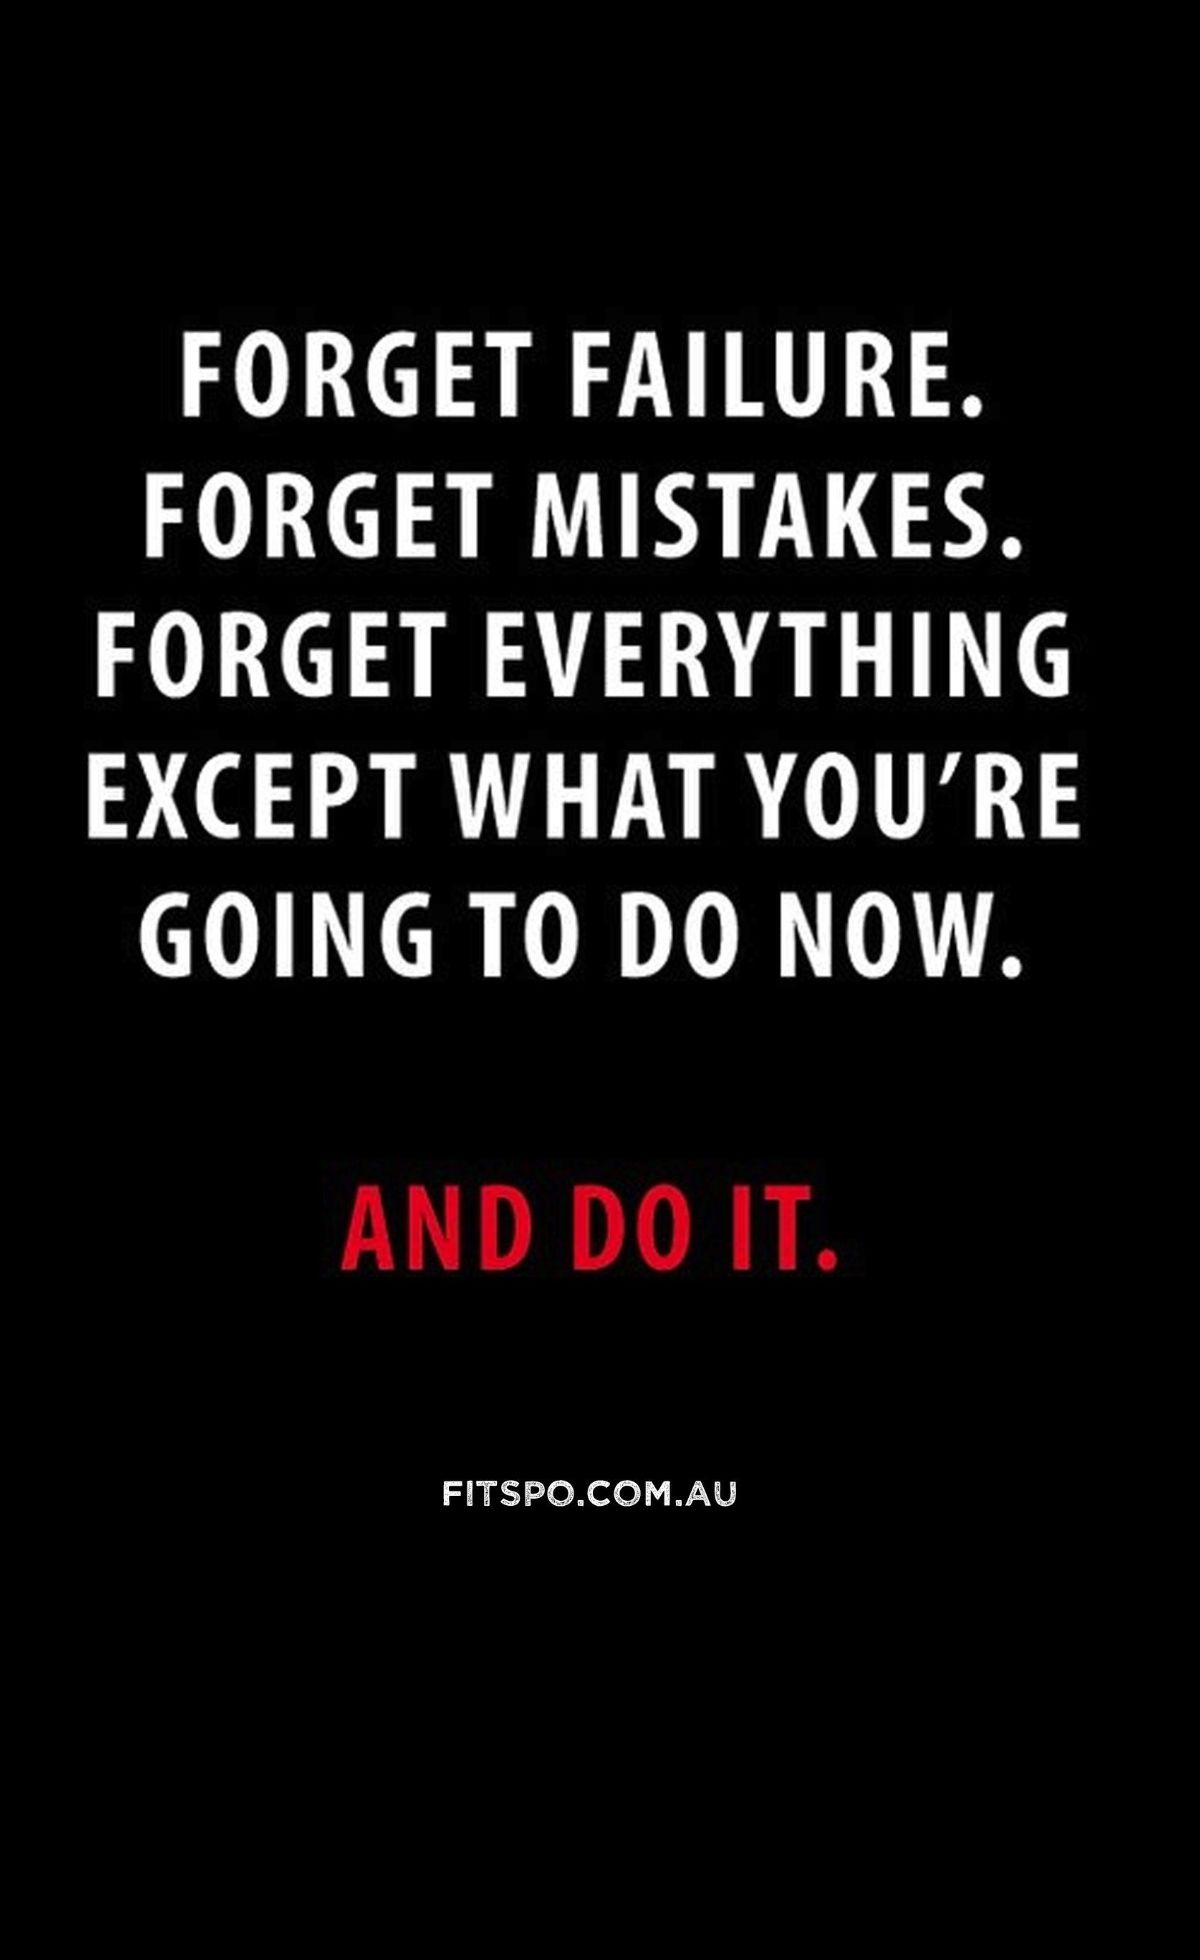 FORGET FAILURE.
FORGET MISTAKES.
FORGET EVERYTHING
EXCEPT WHAT YOU’RE
GOING TO DO NOW.
AND DO IT.
FITSPO.COM.AU